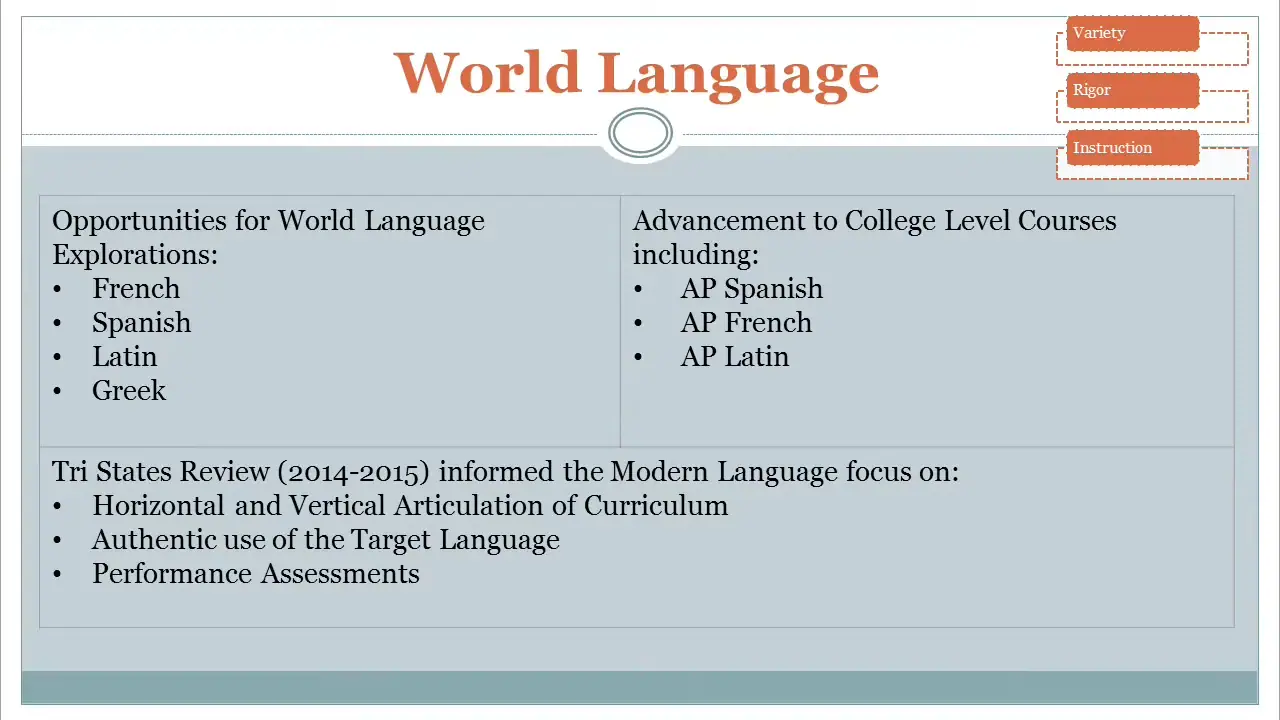 World Language
Variety
Rigor
Instruction
Opportunities for World Language
Explorations:
• French
• Spanish
• Latin
• Greek
Advancement to College Level Courses
including:
• AP Spanish
• AP French
• AP Latin
Tri States Review (2014-2015) informed the Modern Language focus on:
• Horizontal and Vertical Articulation of Curriculum
• Authentic use of the Target Language
• Performance Assessments